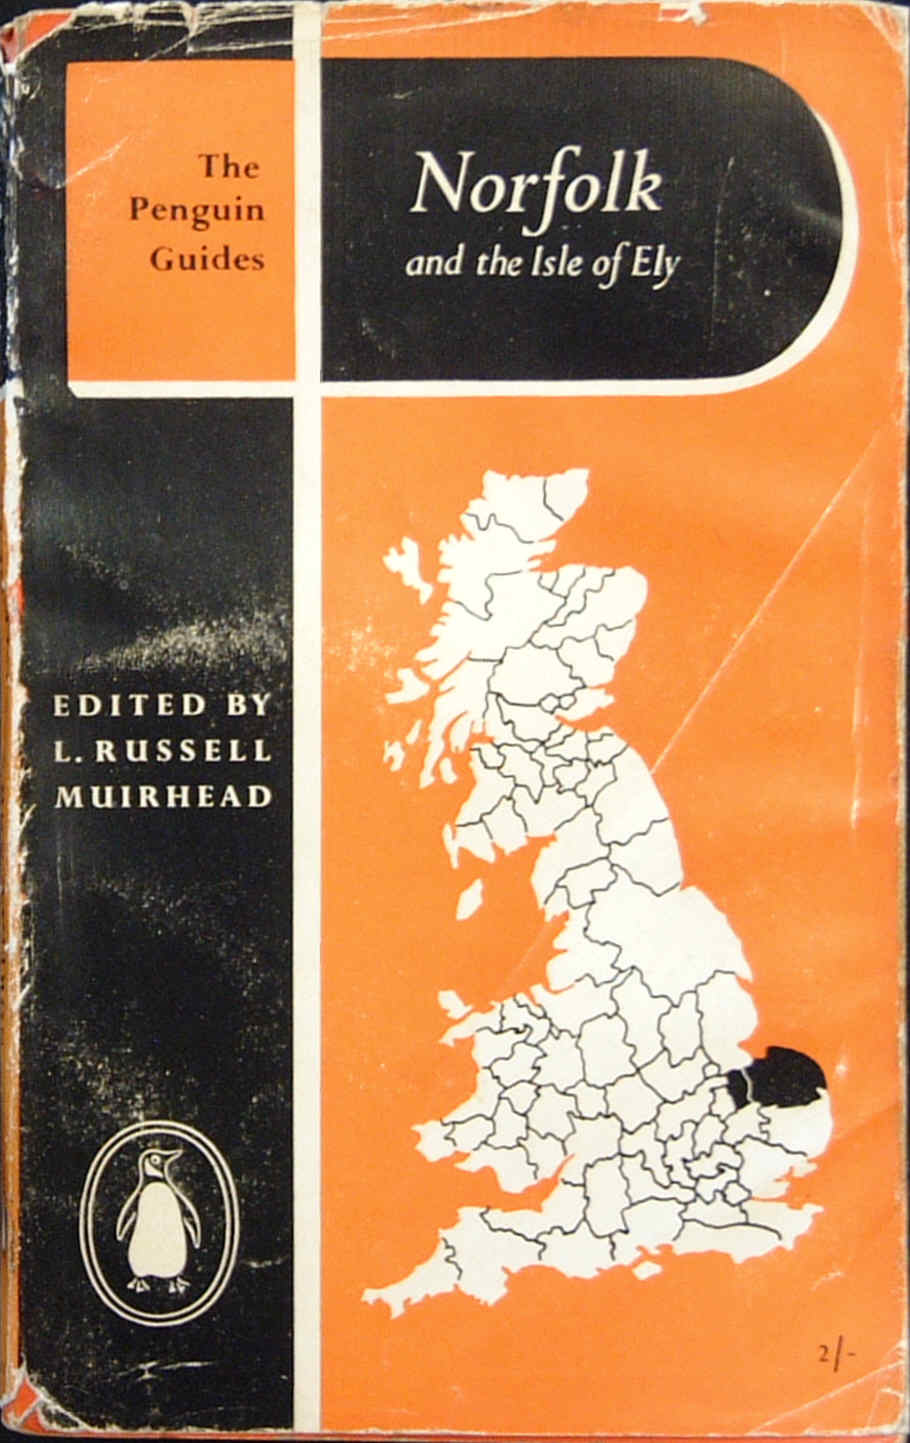 The
Penguin
Guides
Norfolk
and the Isle of Ely
EDITED BY
L. RUSSELL
MUIRHEAD
2/-